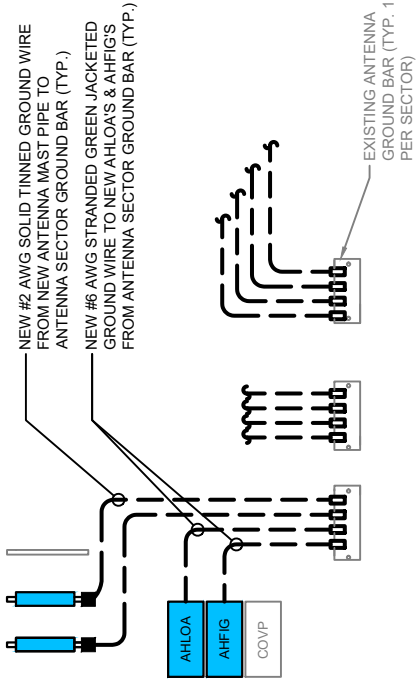 NEW #2 AWG SOLID TINNED GROUND WIRE
FROM NEW ANTENNA MAST PIPE TO
ANTENNA SECTOR GROUND BAR (TYP.)
NEW #6 AWG STRANDED GREEN JACKETED
GROUND WIRE TO NEW AHLOA'S & AHFIG'S
FROM ANTENNA SECTOR GROUND BAR (TYP.)
EXISTING ANTENNA
GROUND BAR (TYP. 1
PER SECTOR)
AHLOA
AHFIG
COVP